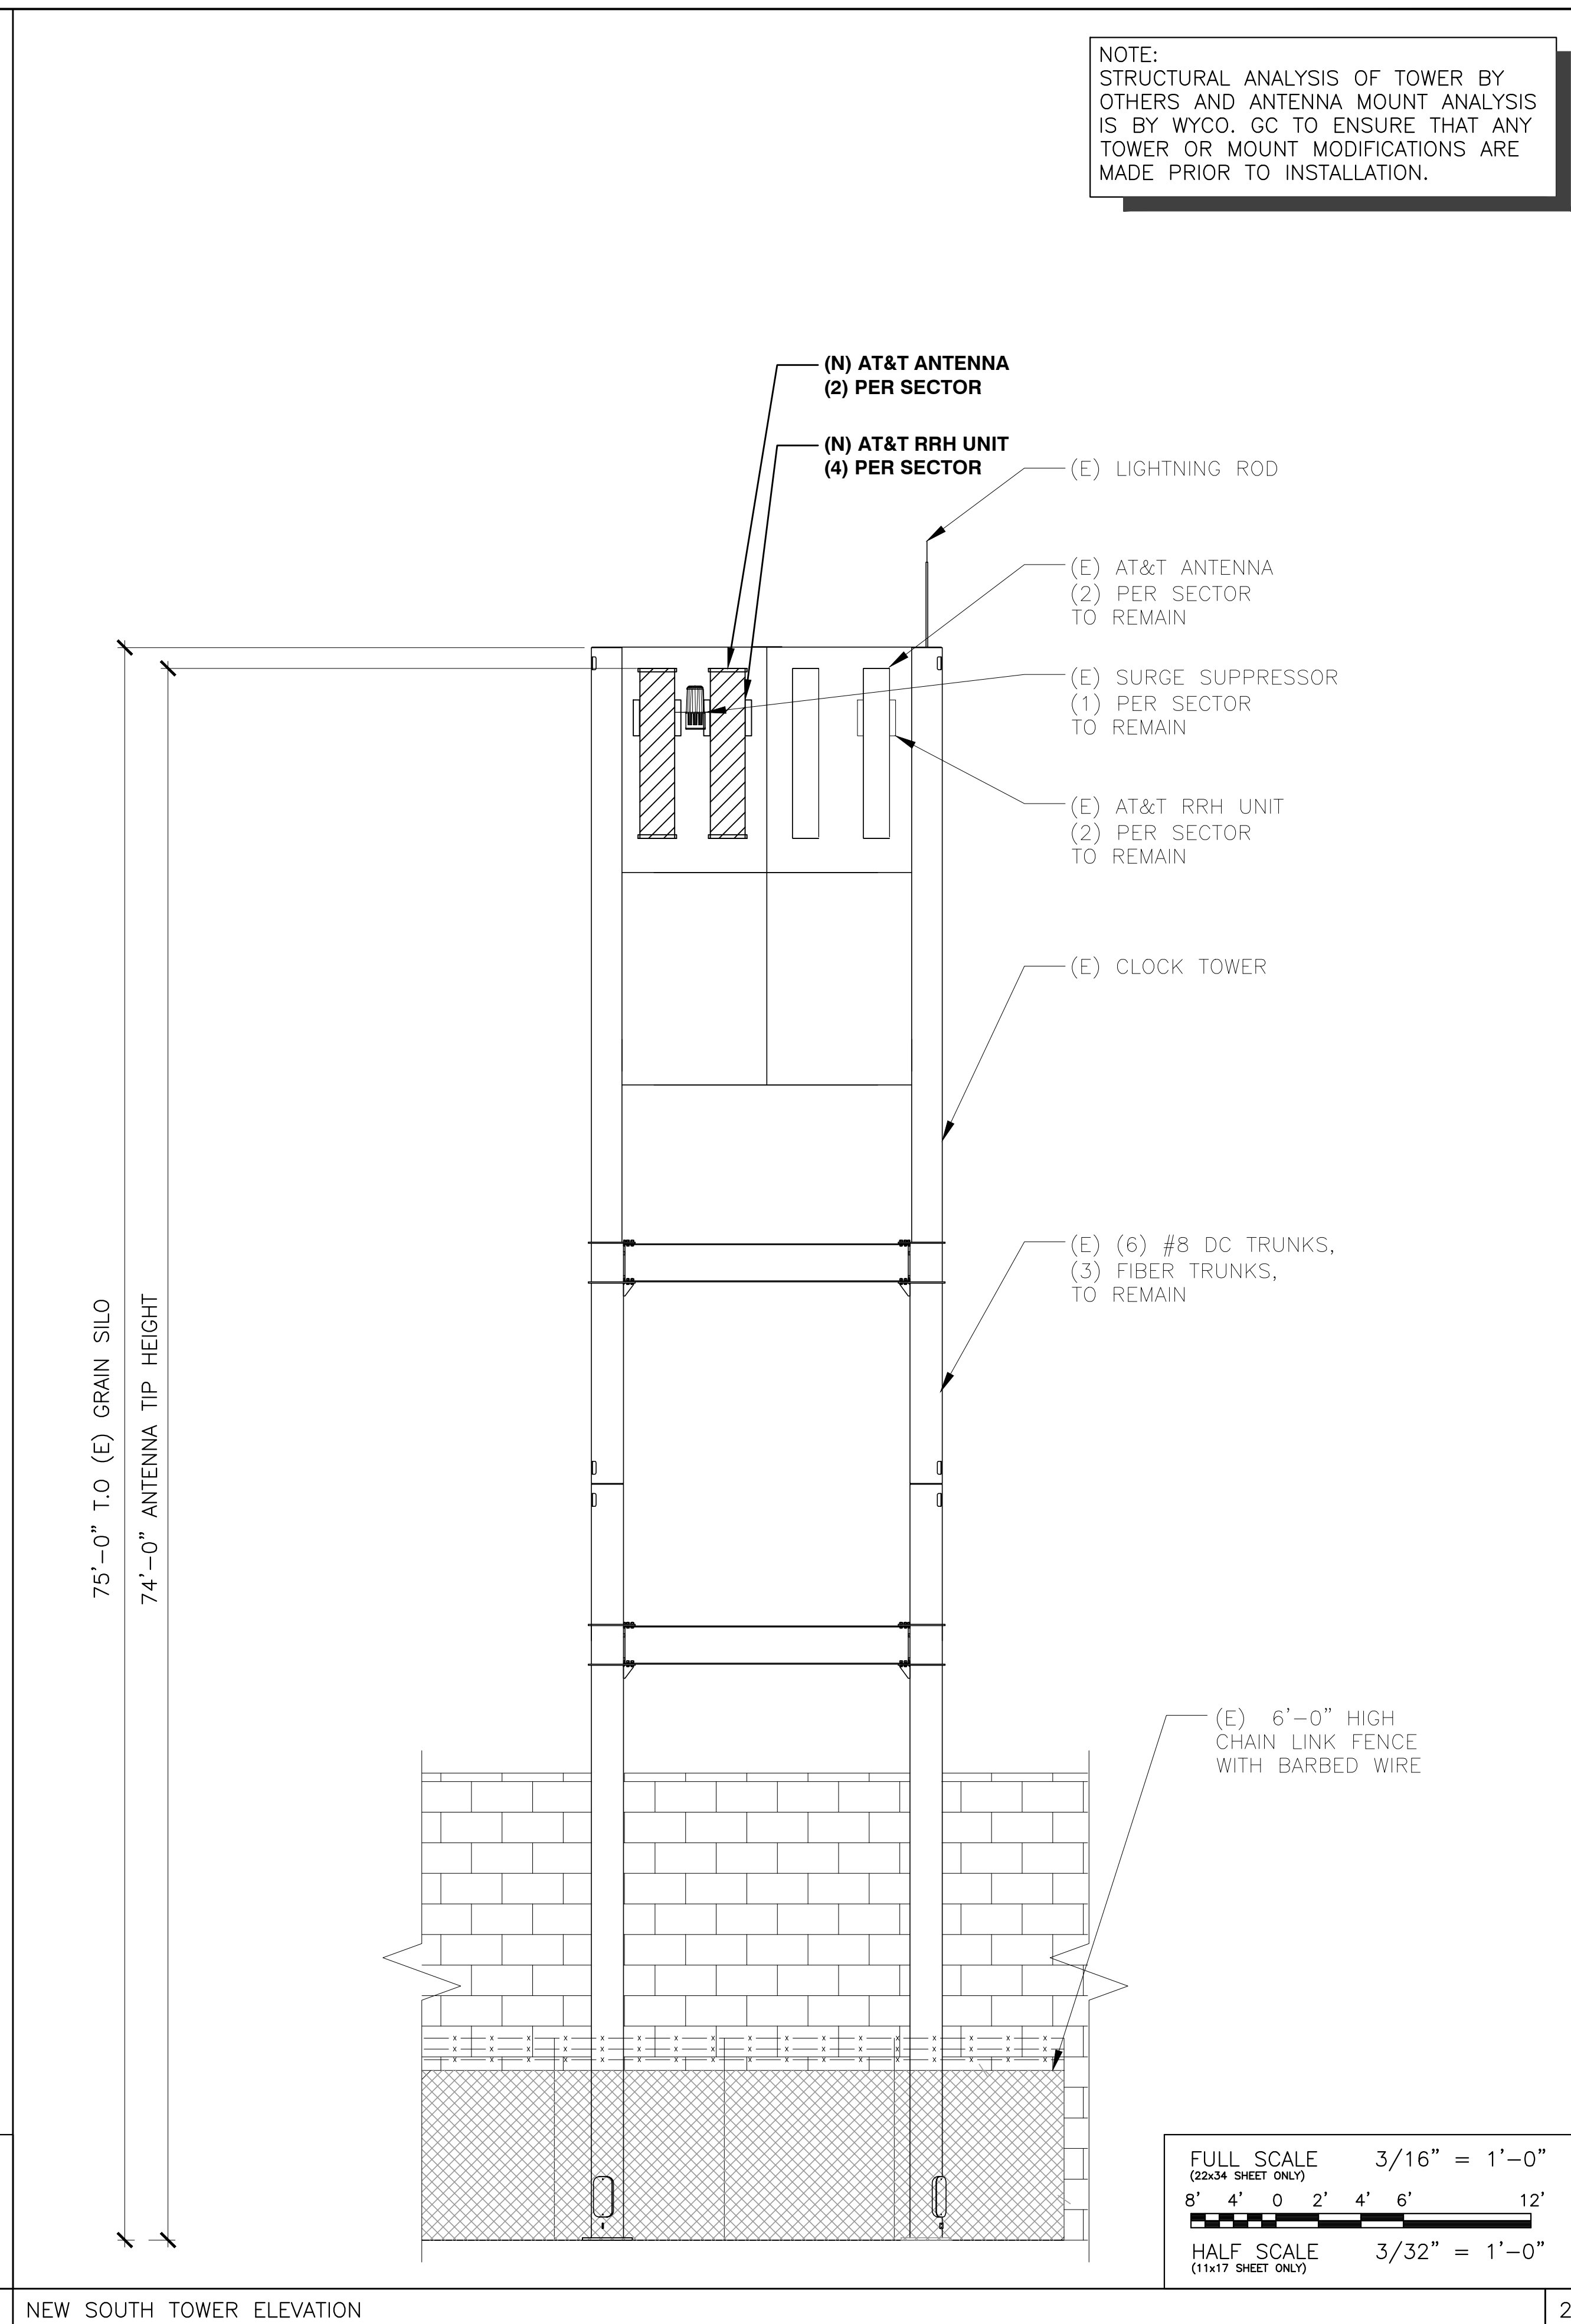 NOTE:
STRUCTURAL ANALYSIS OF TOWER BY
OTHERS AND ANTENNA MOUNT ANALYSIS
IS BY WYCO. GC TO ENSURE THAT ANY
TOWER OR MOUNT MODIFICATIONS ARE
MADE PRIOR TO INSTALLATION.
(N) AT&T ANTENNA
(2) PER SECTOR
(N) AT&T RRH UNIT
(4) PER SECTOR
(E) LIGHTNING ROD
(E) AT&T ANTENNA
(2) PER SECTOR
TO REMAIN
(E) SURGE SUPPRESSOR
(1) PER SECTOR
TO REMAIN
(E) AT&T RRH UNIT
(2) PER SECTOR
TO REMAIN
(E) CLOCK TOWER
(E) (6) #8 DC TRUNKS,
(3) FIBER TRUNKS,
TO REMAIN
75'-0" T.O (E) GRAIN SILO
74'-0" ANTENNA TIP HEIGHT
(E) 6'-0" HIGH
CHAIN LINK FENCE
WITH BARBED WIRE
FULL SCALE 3/16" = 1'-0"
(22x34 SHEET ONLY)
8' 4' 0 2' 4' 6' 12'
HALF SCALE 3/32" = 1'-0"
(11x17 SHEET ONLY)
NEW SOUTH TOWER ELEVATION 2